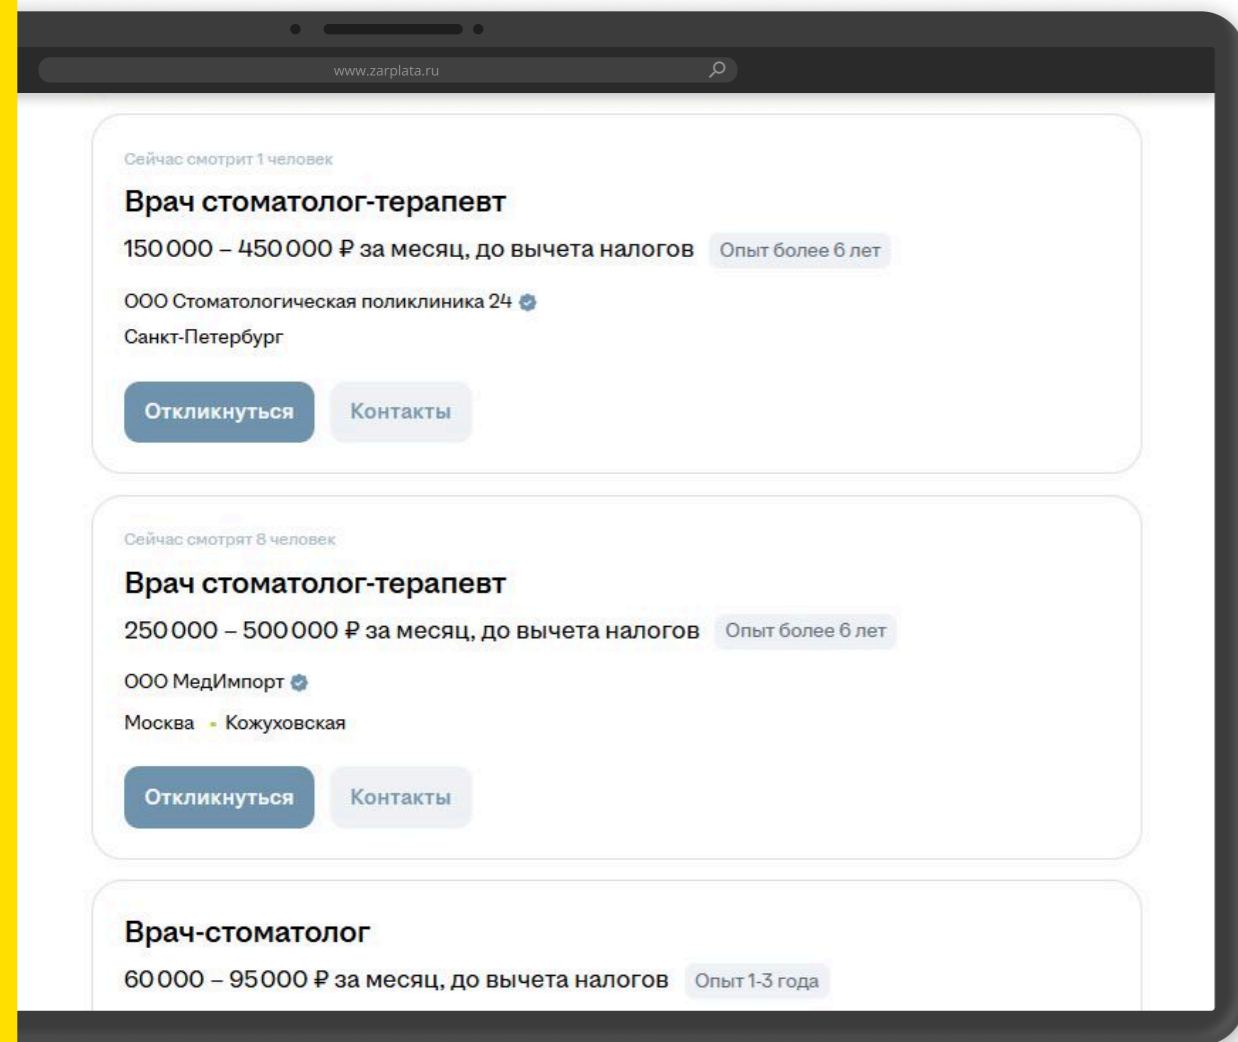 www.zarplata.ru
Сейчас смотрит 1 человек
Врач стоматолог-терапевт
150 000 – 450 000 ₽ за месяц, до вычета налогов Опыт более 6 лет
ООО Стоматологическая поликлиника 24
Санкт-Петербург
Откликнуться Контакты
Сейчас смотрят 8 человек
Врач стоматолог-терапевт
250 000 – 500 000 ₽ за месяц, до вычета налогов Опыт более 6 лет
ООО МедИмпорт
Москва Кожуховская
Откликнуться Контакты
Врач-стоматолог
60 000 – 95 000 ₽ за месяц, до вычета налогов Опыт 1-3 года